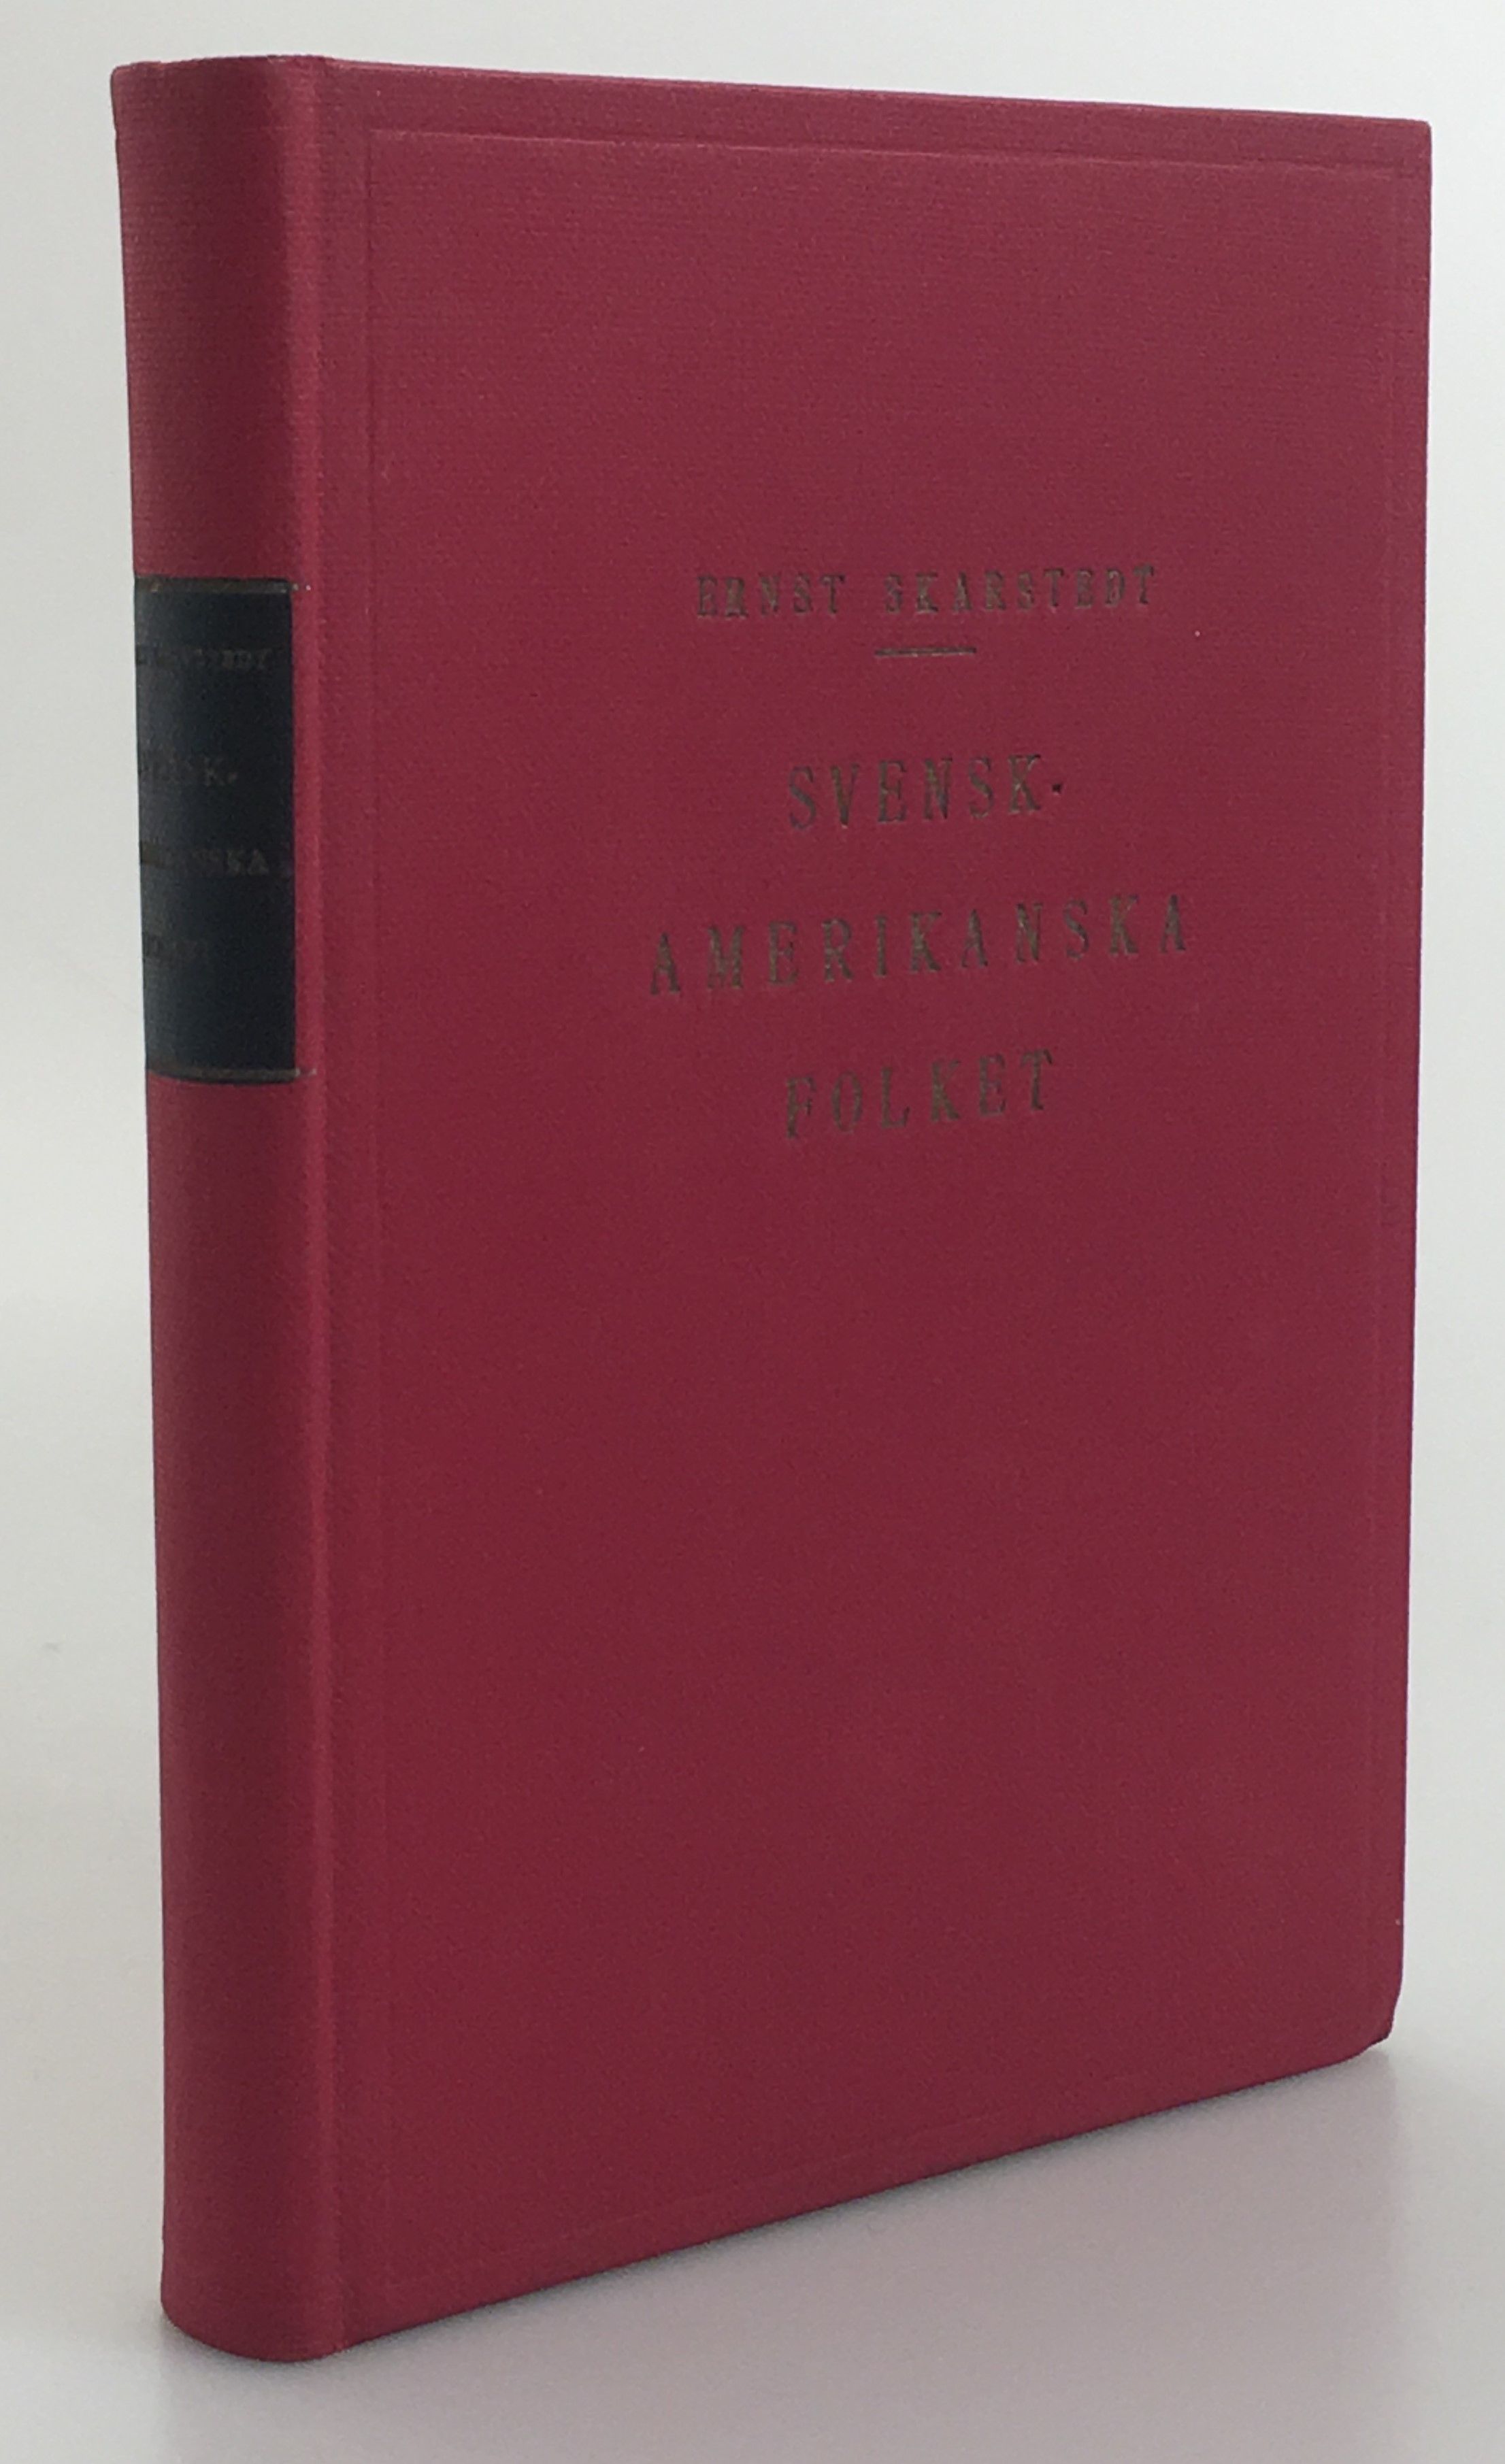 ERNST SKARSTEDT
SVENSK-
AMERIKANSKA
FOLKET